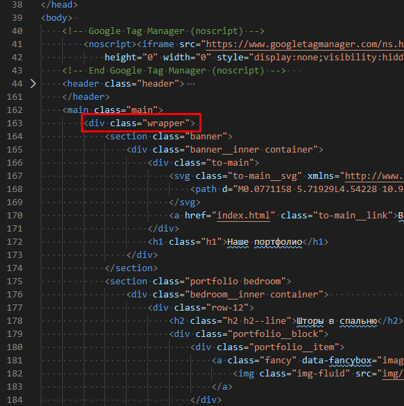 38 </head>
39 <body>
40 <!-- Google Tag Manager (noscript) -->
41 <noscript><iframe src="https://www.googletagmanager.com/ns.h
42 height="0" width="0" style="display:none;visibility:hidd
43 <!-- End Google Tag Manager (noscript) -->
44 <header class="header">
161 </header>
162 <main class="main">
163 <div class="wrapper">
164 <section class="banner">
165 <div class="banner__inner container">
166 <div class="to-main">
167 <svg class="to-main__svg" xmlns="http://www.
168 <path d="M0.0771158 5.71929L4.54228 10.9
169 </svg>
170 <a href="index.html" class="to-main__link">В
171 </div>
172 <h1 class="h1">Наше портфолио</h1>
173 </div>
174 </section>
175 <section class="portfolio bedroom">
176 <div class="bedroom__inner container">
177 <div class="row-12">
178 <h2 class="h2 h2--line">Шторы в спальню</h2>
179 <div class="portfolio__block">
180 <div class="portfolio__item">
181 <a class="fancy" data-fancybox="imag
182 <img class="img-fluid" src="img/
183 </a>
184 </div>